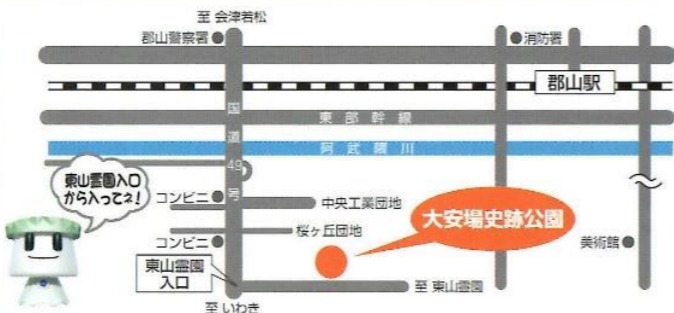 至 会津若松
郡山警察署
消防署
郡山駅
東部幹線
阿武隈川
国道49号
東山霊園入口
から入ってネ！
コンビニ
中央工業団地
桜ヶ丘団地
大安場史跡公園
コンビニ
美術館
東山霊園
入口
至 東山霊園
至 いわき